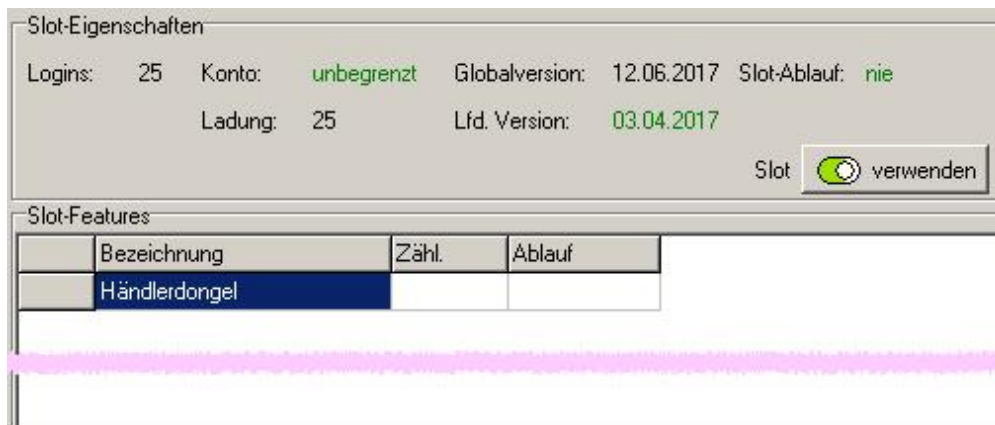 Slot-Eigenschaften
Logins: 25 Konto: unbegrenzt Globalversion: 12.06.2017 Slot-Ablauf: nie
Ladung: 25 Lfd. Version: 03.04.2017
Slot verwenden
Slot-Features
Bezeichnung Zähl. Ablauf
Händlerdongel